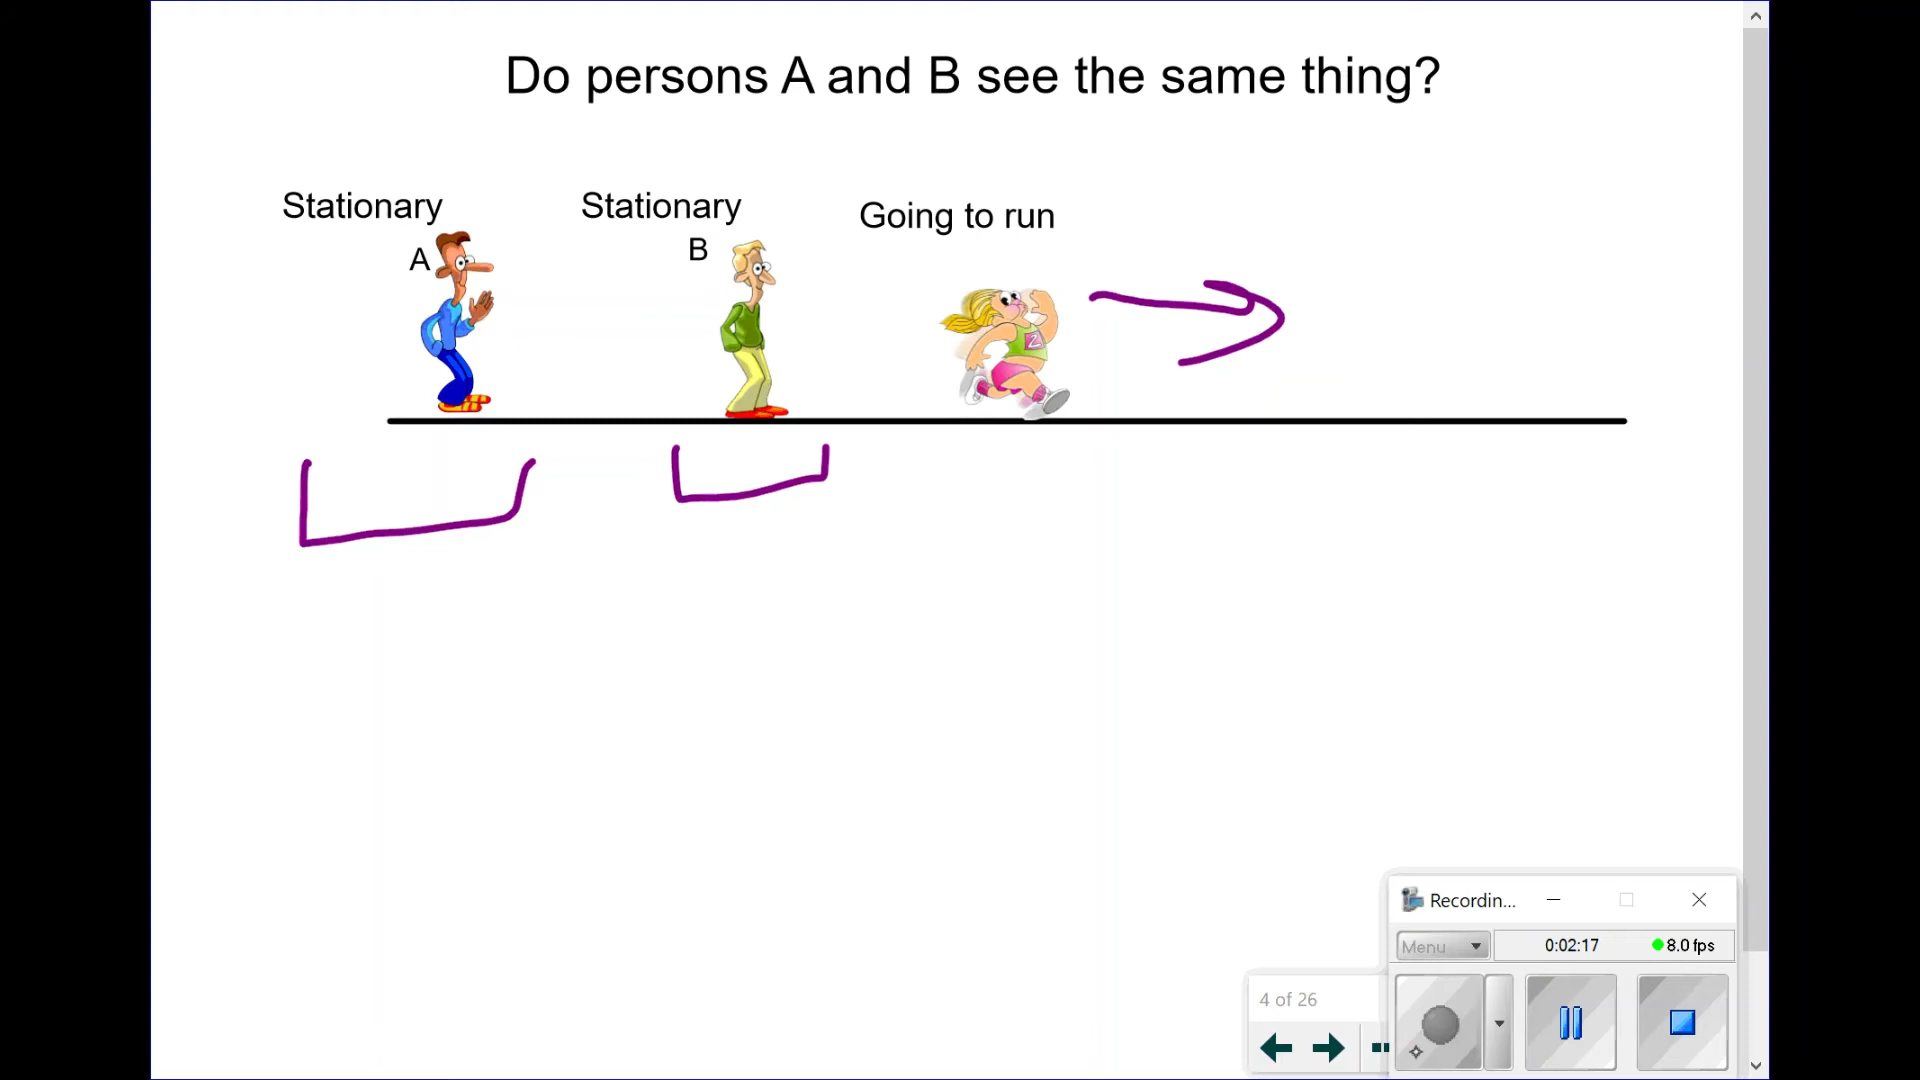 Do persons A and B see the same thing?
Stationary
Stationary
Going to run
A
B
2
Recordin...
Menu
0:02:17
8.0 fps
4 of 26